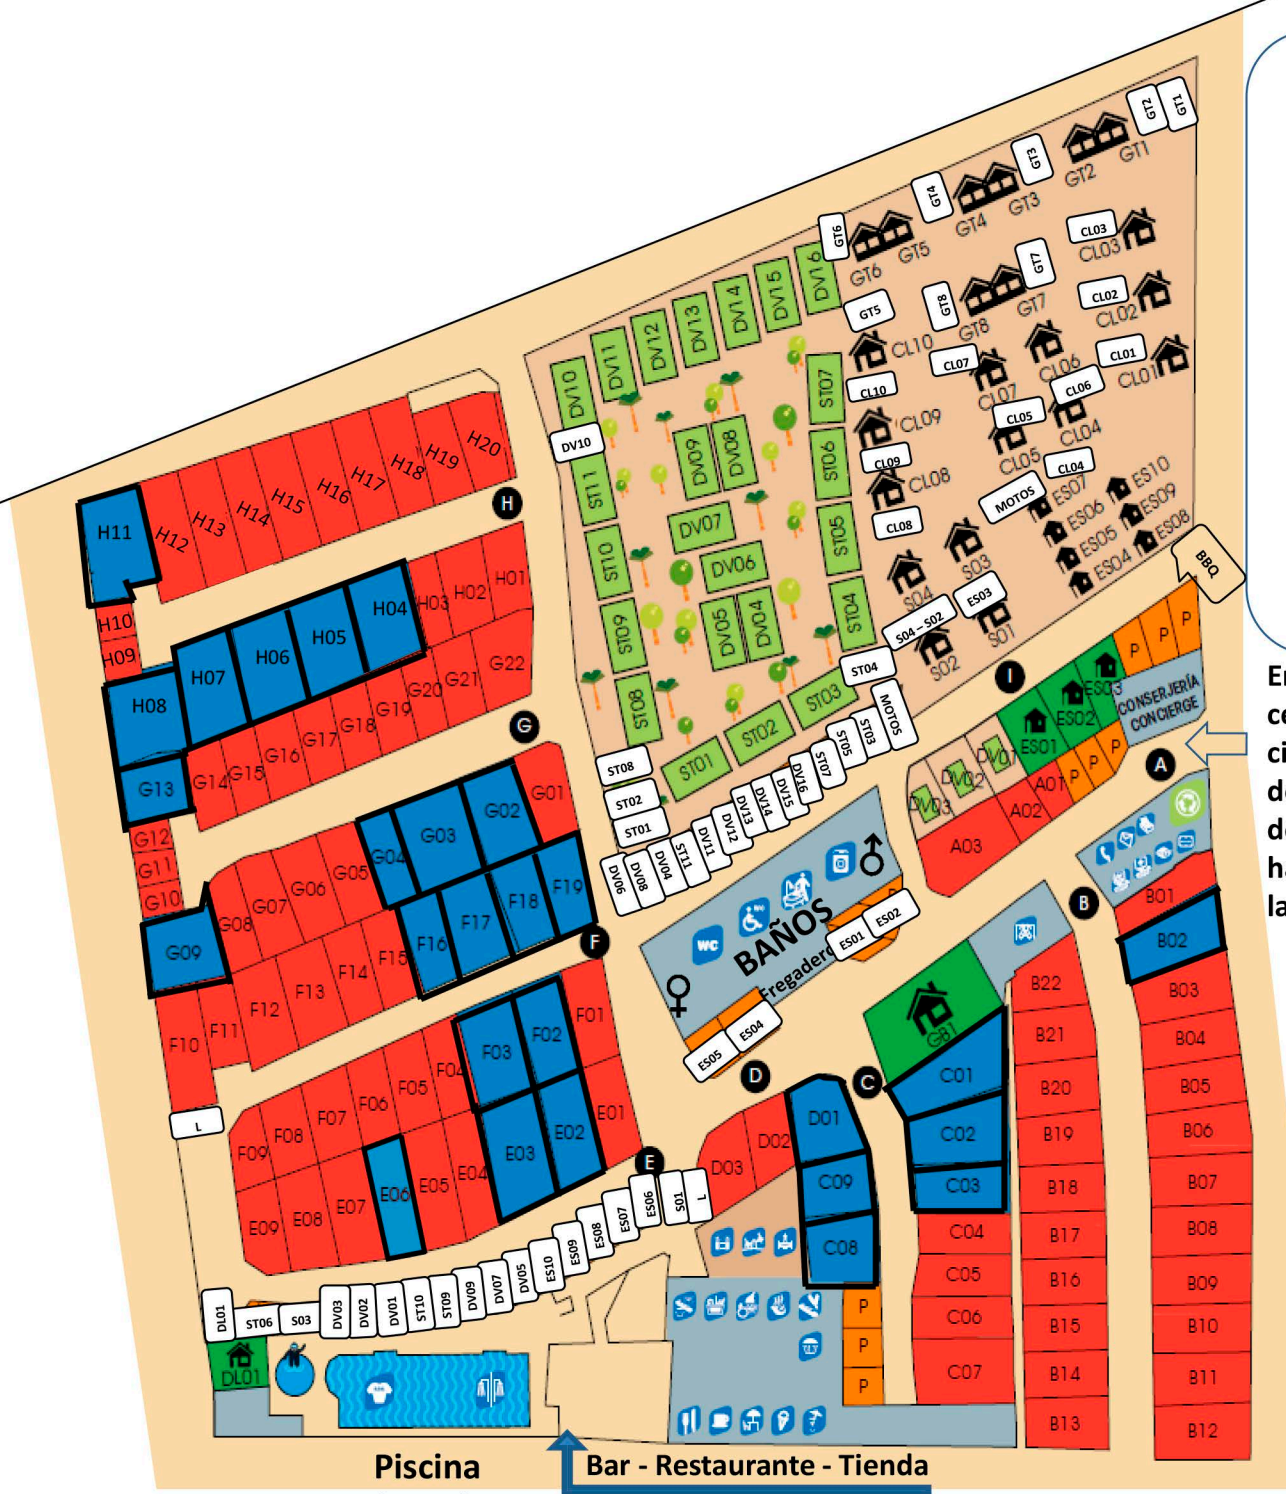 GT2
GT1
GT3
GT1
GT2
GT4
GT3
GT4
GT6
GT5
GT6
CL03
CL03
GT7
GT7
GT8
GT8
CL02
CL02
GT5
CL10
CL10
CL07
CL07
CL06
CL06
CL01
CL01
CL09
CL09
CL05
CL05
CL04
CL04
CL08
CL08
MOTOS
ES07
ES10
ES06
ES09
ES05
ES08
ES04
S03
S04
S04 – S02
ES03
S01
S02
BBQ
DV16
DV15
DV14
DV13
DV12
DV11
DV10
DV10
ST07
ST06
ST05
ST04
ST04
DV09
DV08
DV07
DV06
DV05
DV04
ST11
ST10
ST09
ST08
ST08
ST03
ST02
ST01
ST02
ST01
MOTOS
ST03
ST05
ST07
DV16
DV15
DV14
DV13
DV12
DV11
ST11
DV04
DV08
DV06
H20
H19
H18
H17
H16
H15
H14
H13
H12
H11
H
H10
H09
H08
H07
H06
H05
H04
H03
H02
H01
G22
G21
G20
G19
G18
G17
G16
G15
G14
G13
G
G12
G11
G10
G09
G08
G07
G06
G05
G04
G03
G02
G01
F19
F18
F17
F16
F15
F14
F13
F12
F11
F10
F
L
F09
F08
F07
F06
F05
F04
F03
F02
F01
E01
E02
E03
E04
E05
E06
E07
E08
E09
E
I
P
P
P
ES03
ES02
ES01
CONSERJERÍA
CONCIERGE
DV01
DV02
DV03
P
P
A01
A02
A03
A
B
B01
B02
B03
B04
B05
B06
B07
B08
B09
B10
B11
B12
B22
B21
B20
B19
B18
B17
B16
B15
B14
B13
WC
BAÑOS
Fregadero
P
ES02
ES01
ES04
ES05
D
C
GB1
C01
C02
C03
C04
C05
C06
C07
D01
D02
D03
C09
C08
P
P
P
L
S01
ES06
ES07
ES08
ES09
ES10
DV05
DV07
DV09
ST09
ST10
DV01
DV02
DV03
S03
ST06
DL01
DL01
Piscina
Bar - Restaurante - Tienda